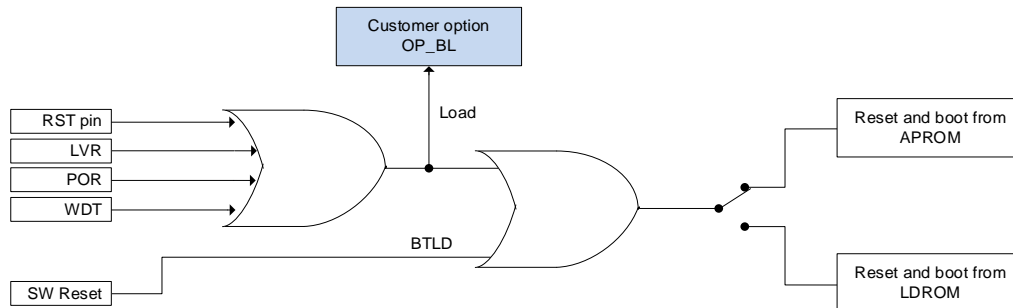 Customer option
OP_BL
Load
RST pin
LVR
POR
WDT
BTLD
SW Reset
Reset and boot from
APROM
Reset and boot from
LDROM